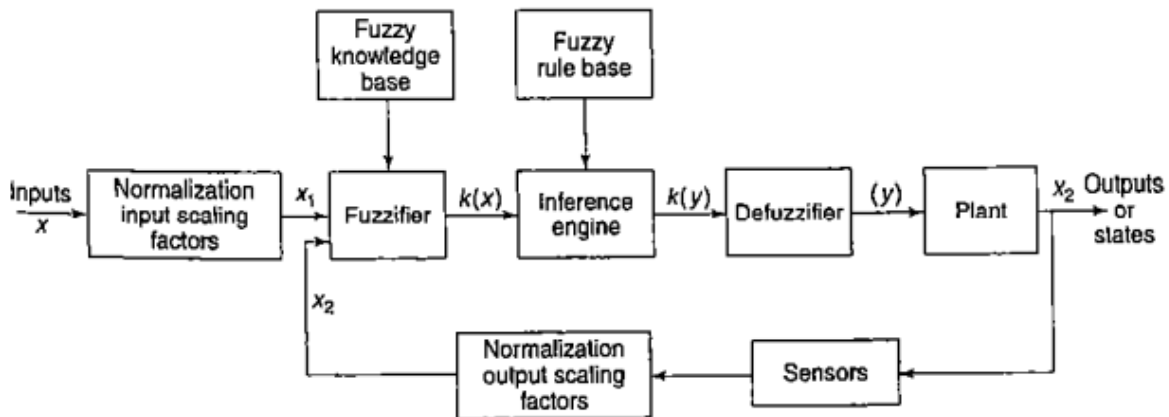 Fuzzy
knowledge
base
Fuzzy
rule base
Inputs
x
Normalization
input scaling
factors
x₁
Fuzzifier
k(x)
Inference
engine
k(y)
Defuzzifier
(y)
Plant
x₂
Outputs
or
states
x₂
Normalization
output scaling
factors
Sensors